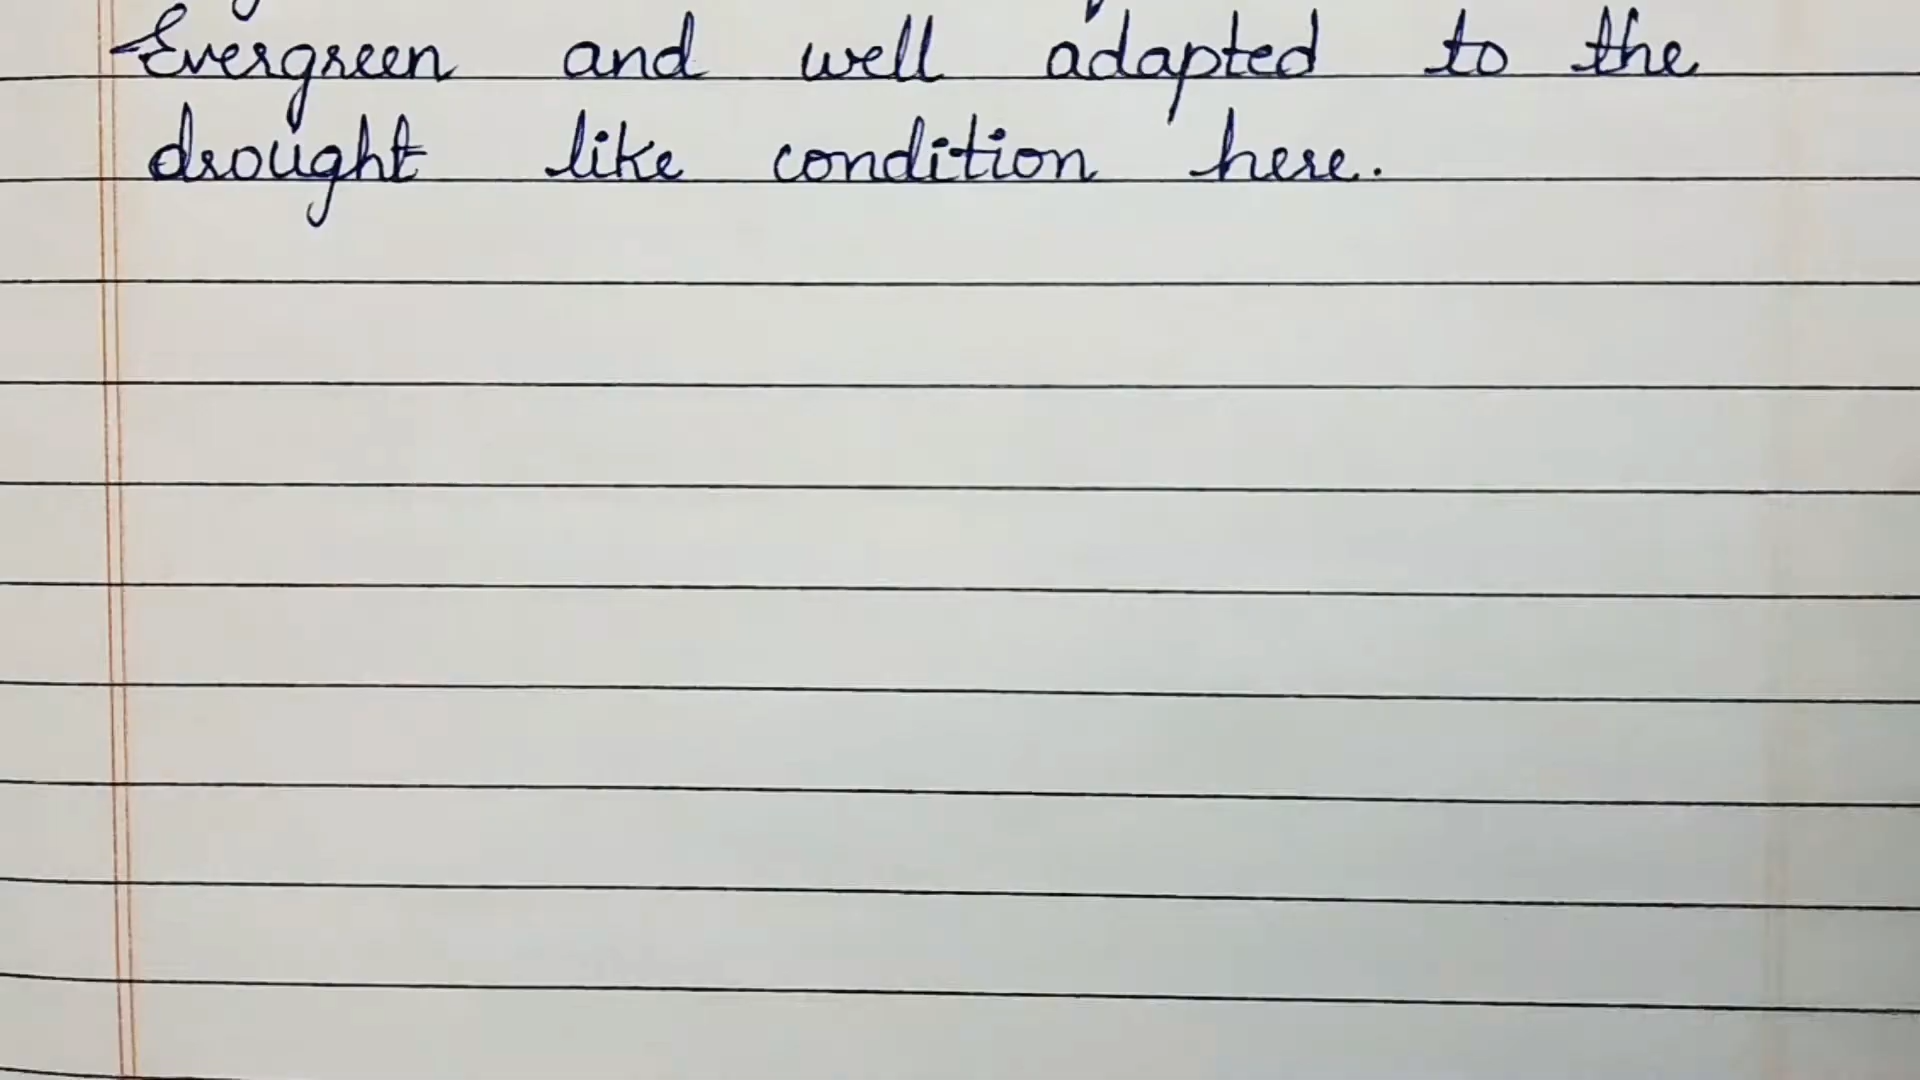 Evergreen and well adapted to the
drought like condition here.